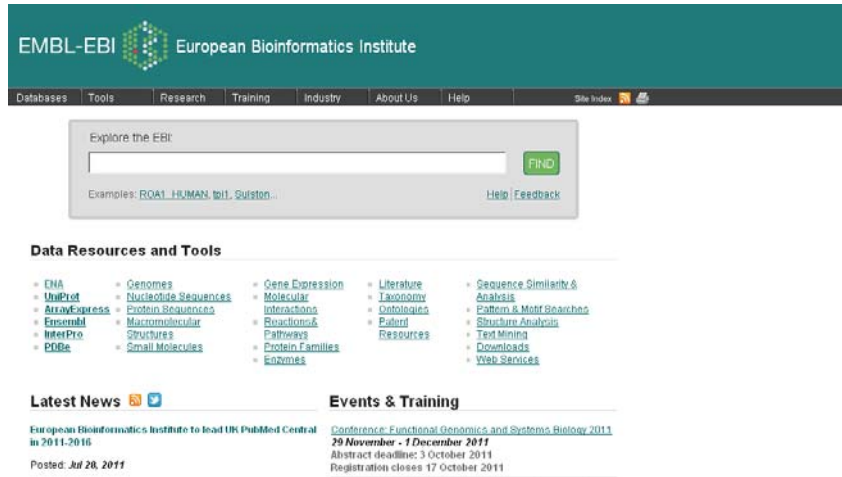 EMBL-EBI European Bioinformatics Institute
Databases Tools Research Training Industry About Us Help Site Index
Explore the EBI:
FIND
Examples: ROA1_HUMAN, tpi1, Sulston...
Help Feedback
Data Resources and Tools
ENA
UniProt
ArrayExpress
Ensembl
InterPro
PDBe
Genomes
Nucleotide Sequences
Protein Sequences
Macromolecular
Structures
Small Molecules
Gene Expression
Molecular
Interactions
Reactions&
Pathways
Protein Families
Enzymes
Literature
Taxonomy
Ontologies
Patent
Resources
Sequence Similarity &
Analysis
Pattern & Motif Searches
Structure Analysis
Text Mining
Downloads
Web Services
Latest News
European Bioinformatics Institute to lead UK PubMed Central
in 2011-2016
Posted: Jul 28, 2011
Events & Training
Conference: Functional Genomics and Systems Biology 2011
29 November - 1 December 2011
Abstract deadline: 3 October 2011
Registration closes 17 October 2011